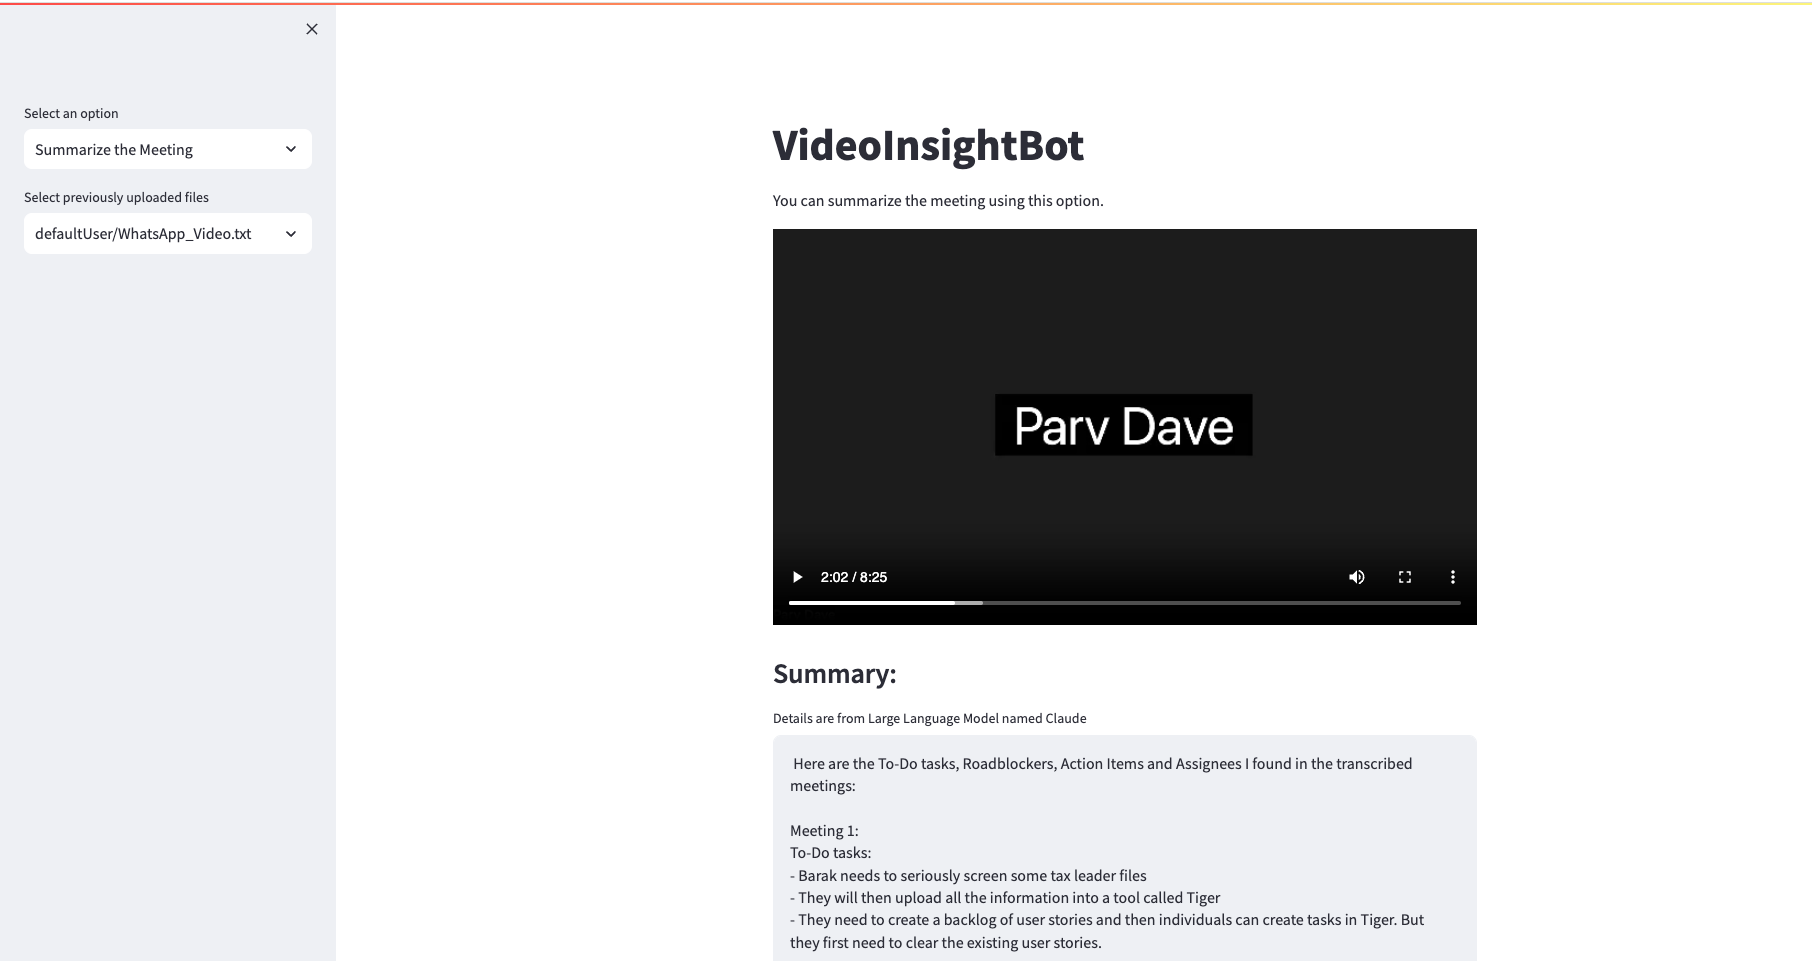 Select an option
Summarize the Meeting
Select previously uploaded files
defaultUser/WhatsApp_Video.txt
VideoInsightBot
You can summarize the meeting using this option.
Parv Dave
2:02 / 8:25
Summary:
Details are from Large Language Model named Claude
Here are the To-Do tasks, Roadblockers, Action Items and Assignees I found in the transcribed
meetings:
Meeting 1:
To-Do tasks:
- Barak needs to seriously screen some tax leader files
- They will then upload all the information into a tool called Tiger
- They need to create a backlog of user stories and then individuals can create tasks in Tiger. But
they first need to clear the existing user stories.